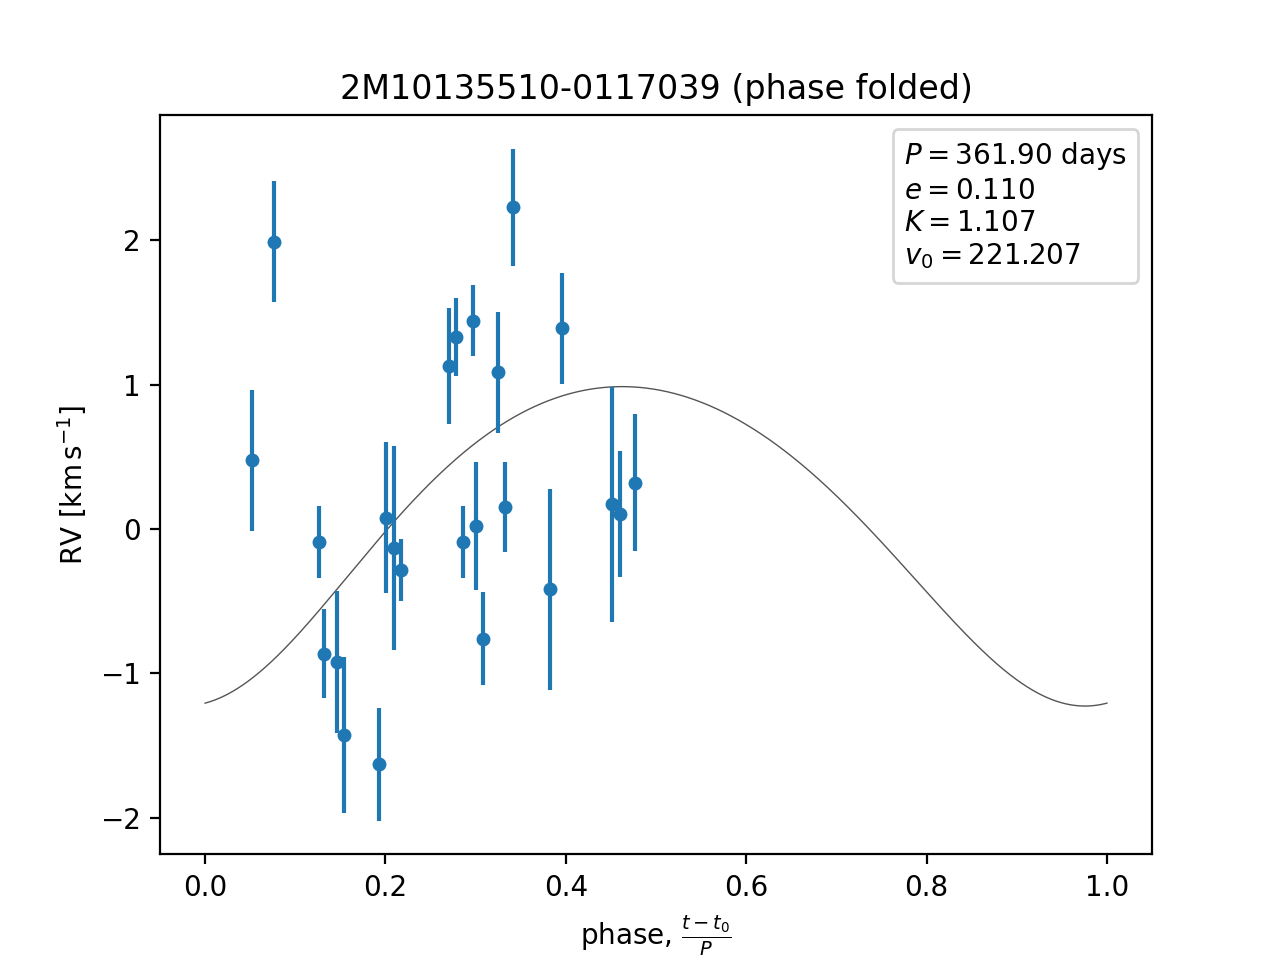 2M10135510-0117039 (phase folded)
P = 361.90 days
e = 0.110
K = 1.107
v₀ = 221.207
2
1
0
−1
−2
RV [km s⁻¹]
0.0 0.2 0.4 0.6 0.8 1.0
phase, (t − t₀)/P